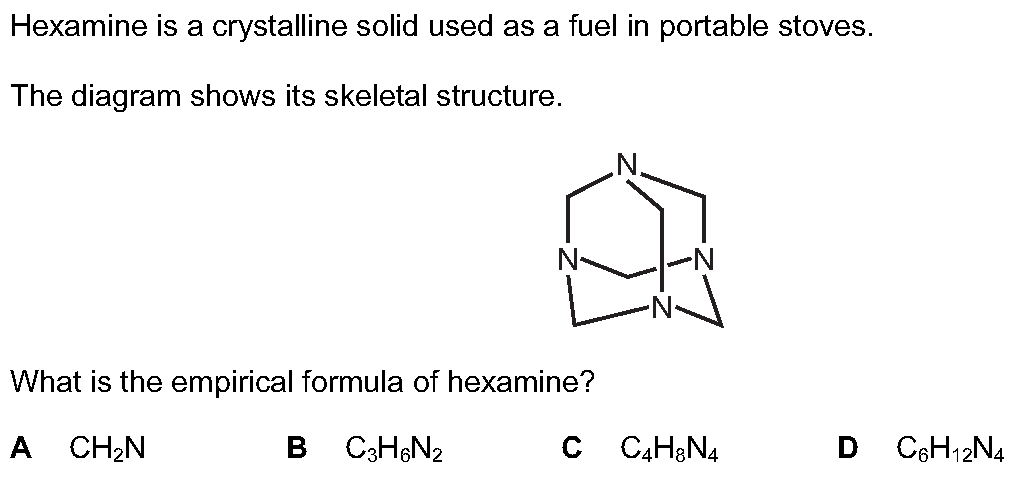 Hexamine is a crystalline solid used as a fuel in portable stoves.
The diagram shows its skeletal structure.
N
N N
N
What is the empirical formula of hexamine?
A CH₂N B C₃H₆N₂ C C₄H₈N₄ D C₆H₁₂N₄